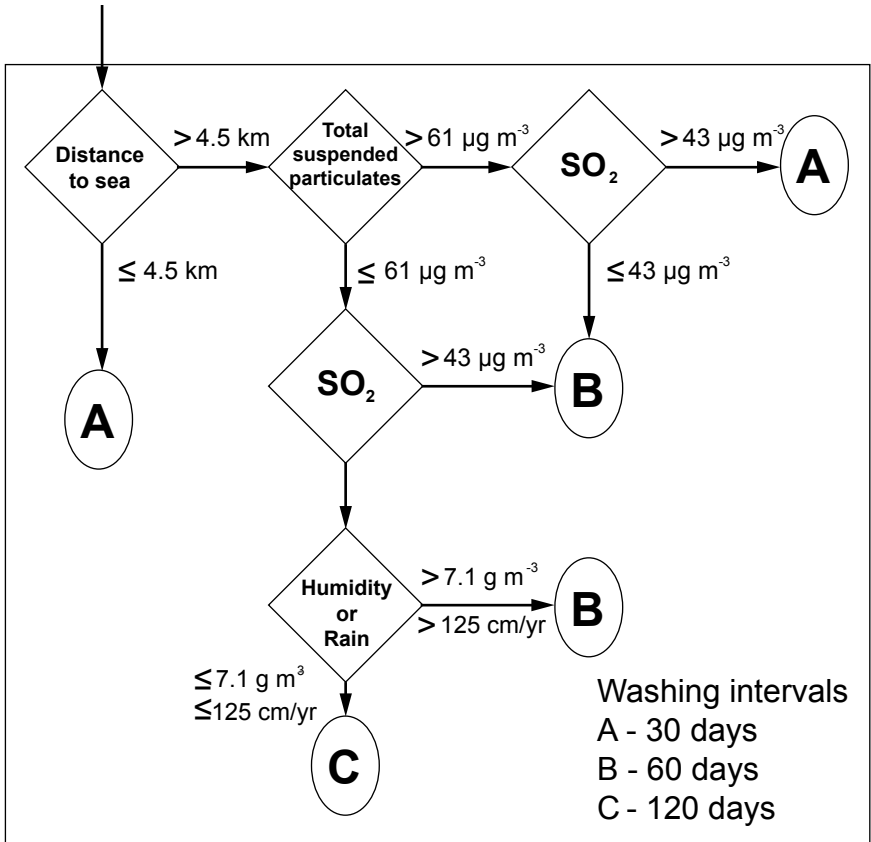 Distance
to sea
> 4.5 km
Total
suspended
particulates
> 61 µg m-3
SO2
> 43 µg m-3
A
≤ 4.5 km
≤ 61 µg m-3
≤ 43 µg m-3
A
SO2
> 43 µg m-3
B
Humidity
or
Rain
> 7.1 g m-3
> 125 cm/yr
B
≤ 7.1 g m3
≤ 125 cm/yr
C
Washing intervals
A - 30 days
B - 60 days
C - 120 days